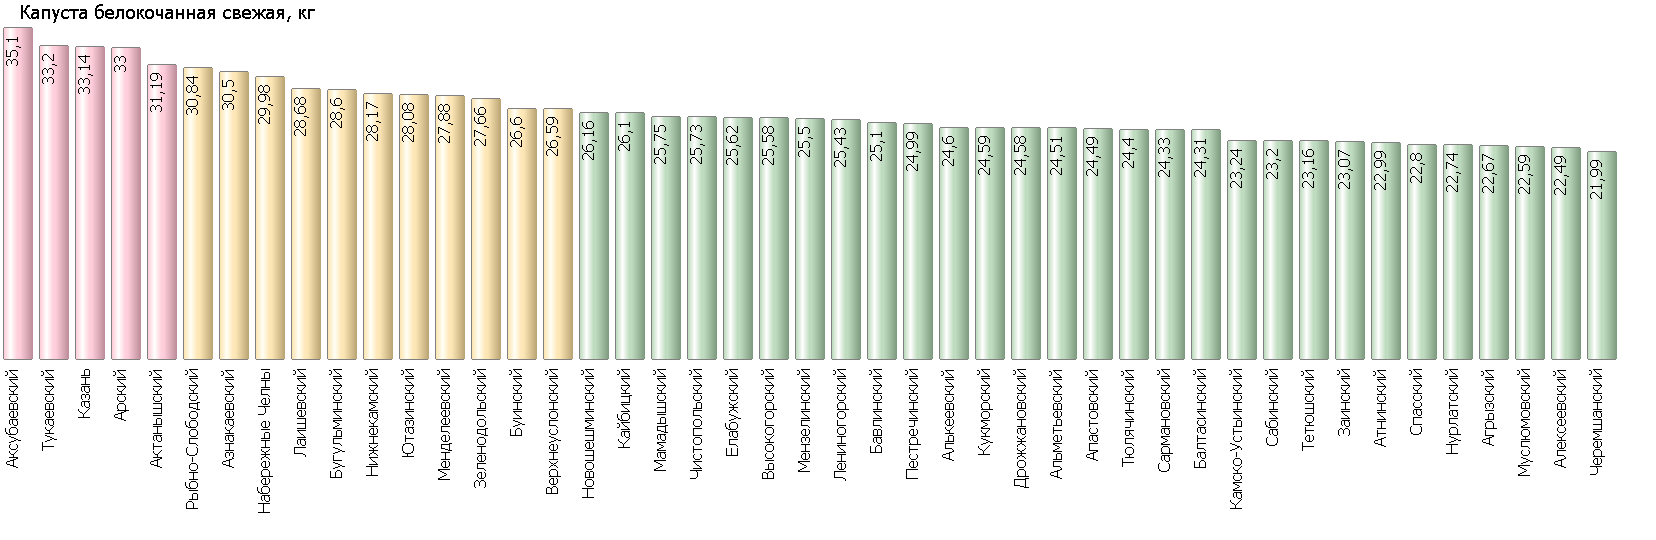 Капуста белокочанная свежая, кг
35,1
33,2
33,14
33
31,19
30,84
30,5
29,98
28,68
28,6
28,17
28,08
27,88
27,66
26,6
26,59
26,16
26,1
25,75
25,73
25,62
25,58
25,5
25,43
25,1
24,99
24,6
24,59
24,58
24,51
24,49
24,4
24,33
24,31
23,24
23,2
23,16
23,07
22,99
22,8
22,74
22,67
22,59
22,49
21,99
Аксубаевский
Тукаевский
Казань
Арский
Актанышский
Рыбно-Слободский
Азнакаевский
Набережные Челны
Лаишевский
Бугульминский
Нижнекамский
Ютазинский
Менделеевский
Зеленодольский
Буинский
Верхнеуслонский
Новошешминский
Кайбицкий
Мамадышский
Чистопольский
Елабужский
Высокогорский
Мензелинский
Лениногорский
Бавлинский
Пестречинский
Алькеевский
Кукморский
Дрожжановский
Альметьевский
Апастовский
Тюлячинский
Сармановский
Балтасинский
Камско-Устьинский
Сабинский
Тетюшский
Заинский
Атнинский
Спасский
Нурлатский
Агрызский
Муслюмовский
Алексеевский
Черемшанский